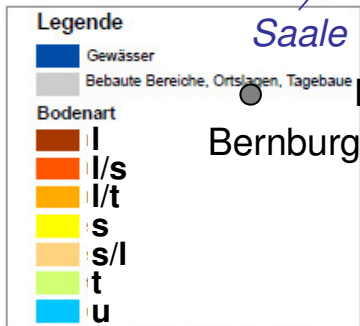 Legende
Saale
Gewässer
Bebaute Bereiche, Ortslagen, Tagebaue
Bodenart
Bernburg
l
l/s
l/t
s
s/l
t
u